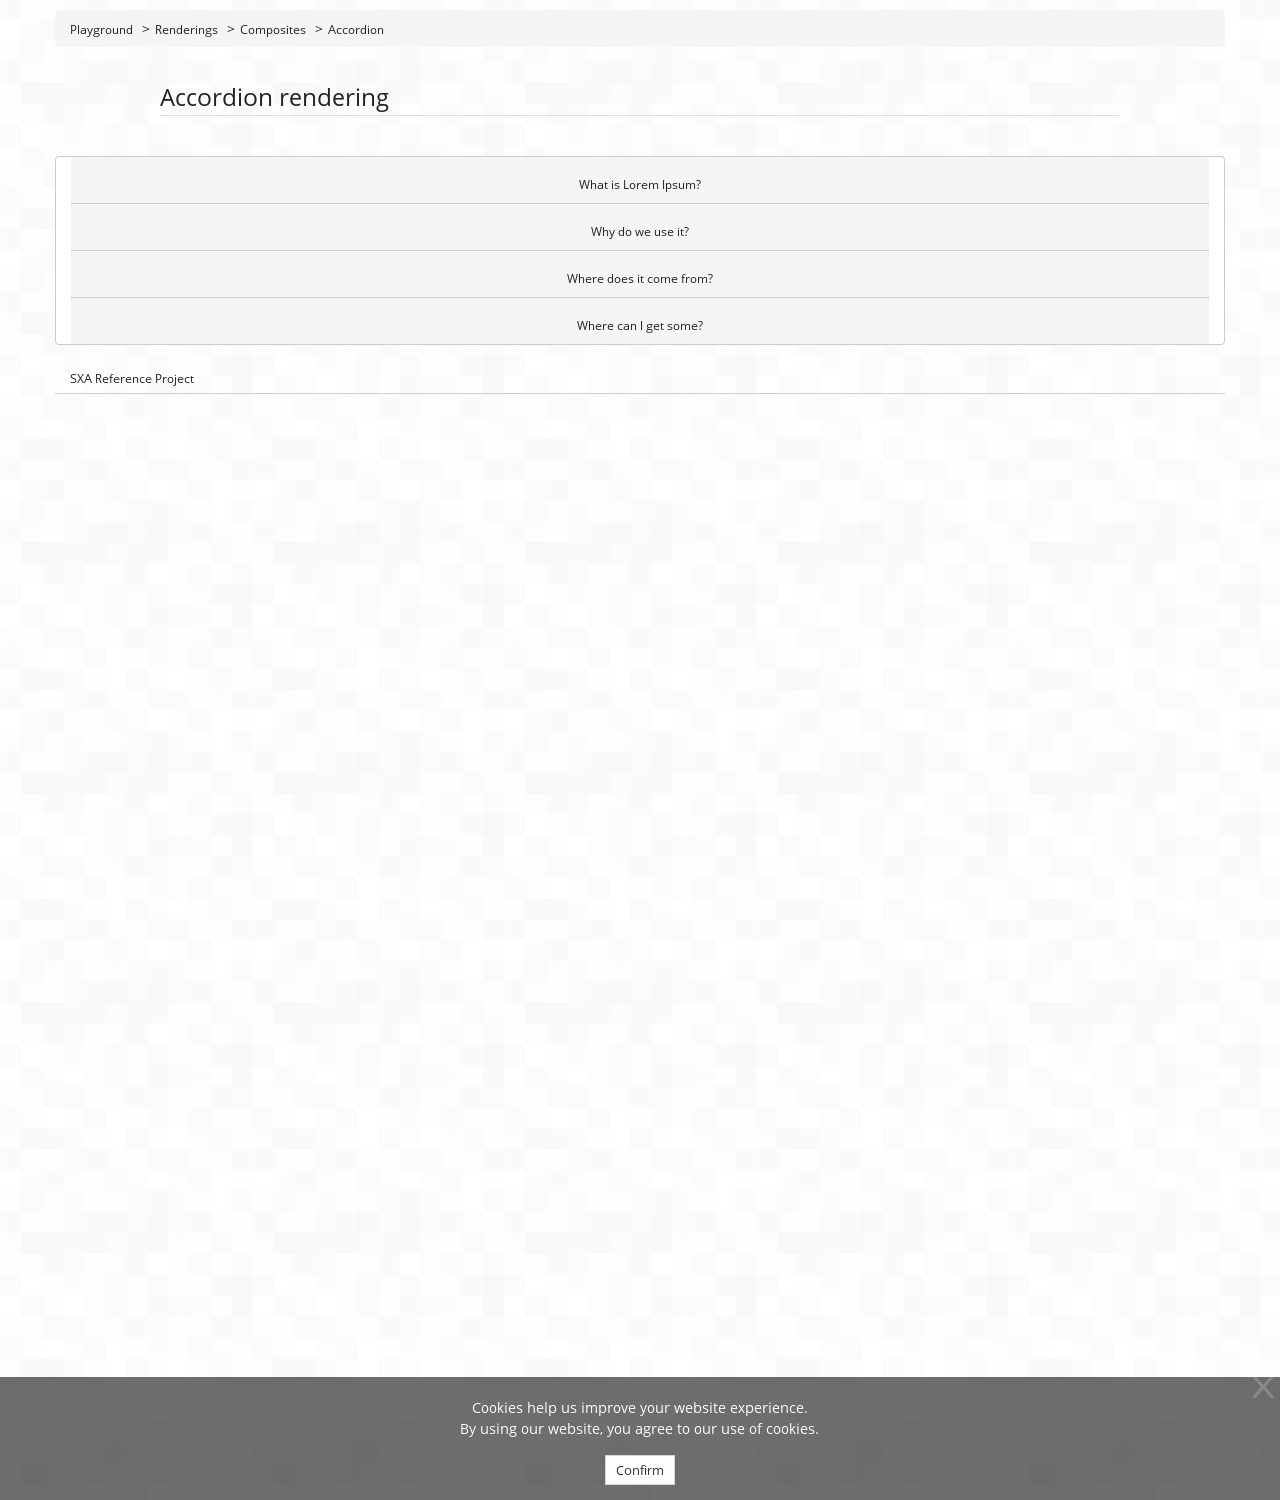 Playground > Renderings > Composites > Accordion
Accordion rendering
What is Lorem Ipsum?
Why do we use it?
Where does it come from?
Where can I get some?
SXA Reference Project
X
Cookies help us improve your website experience.
By using our website, you agree to our use of cookies.
Confirm